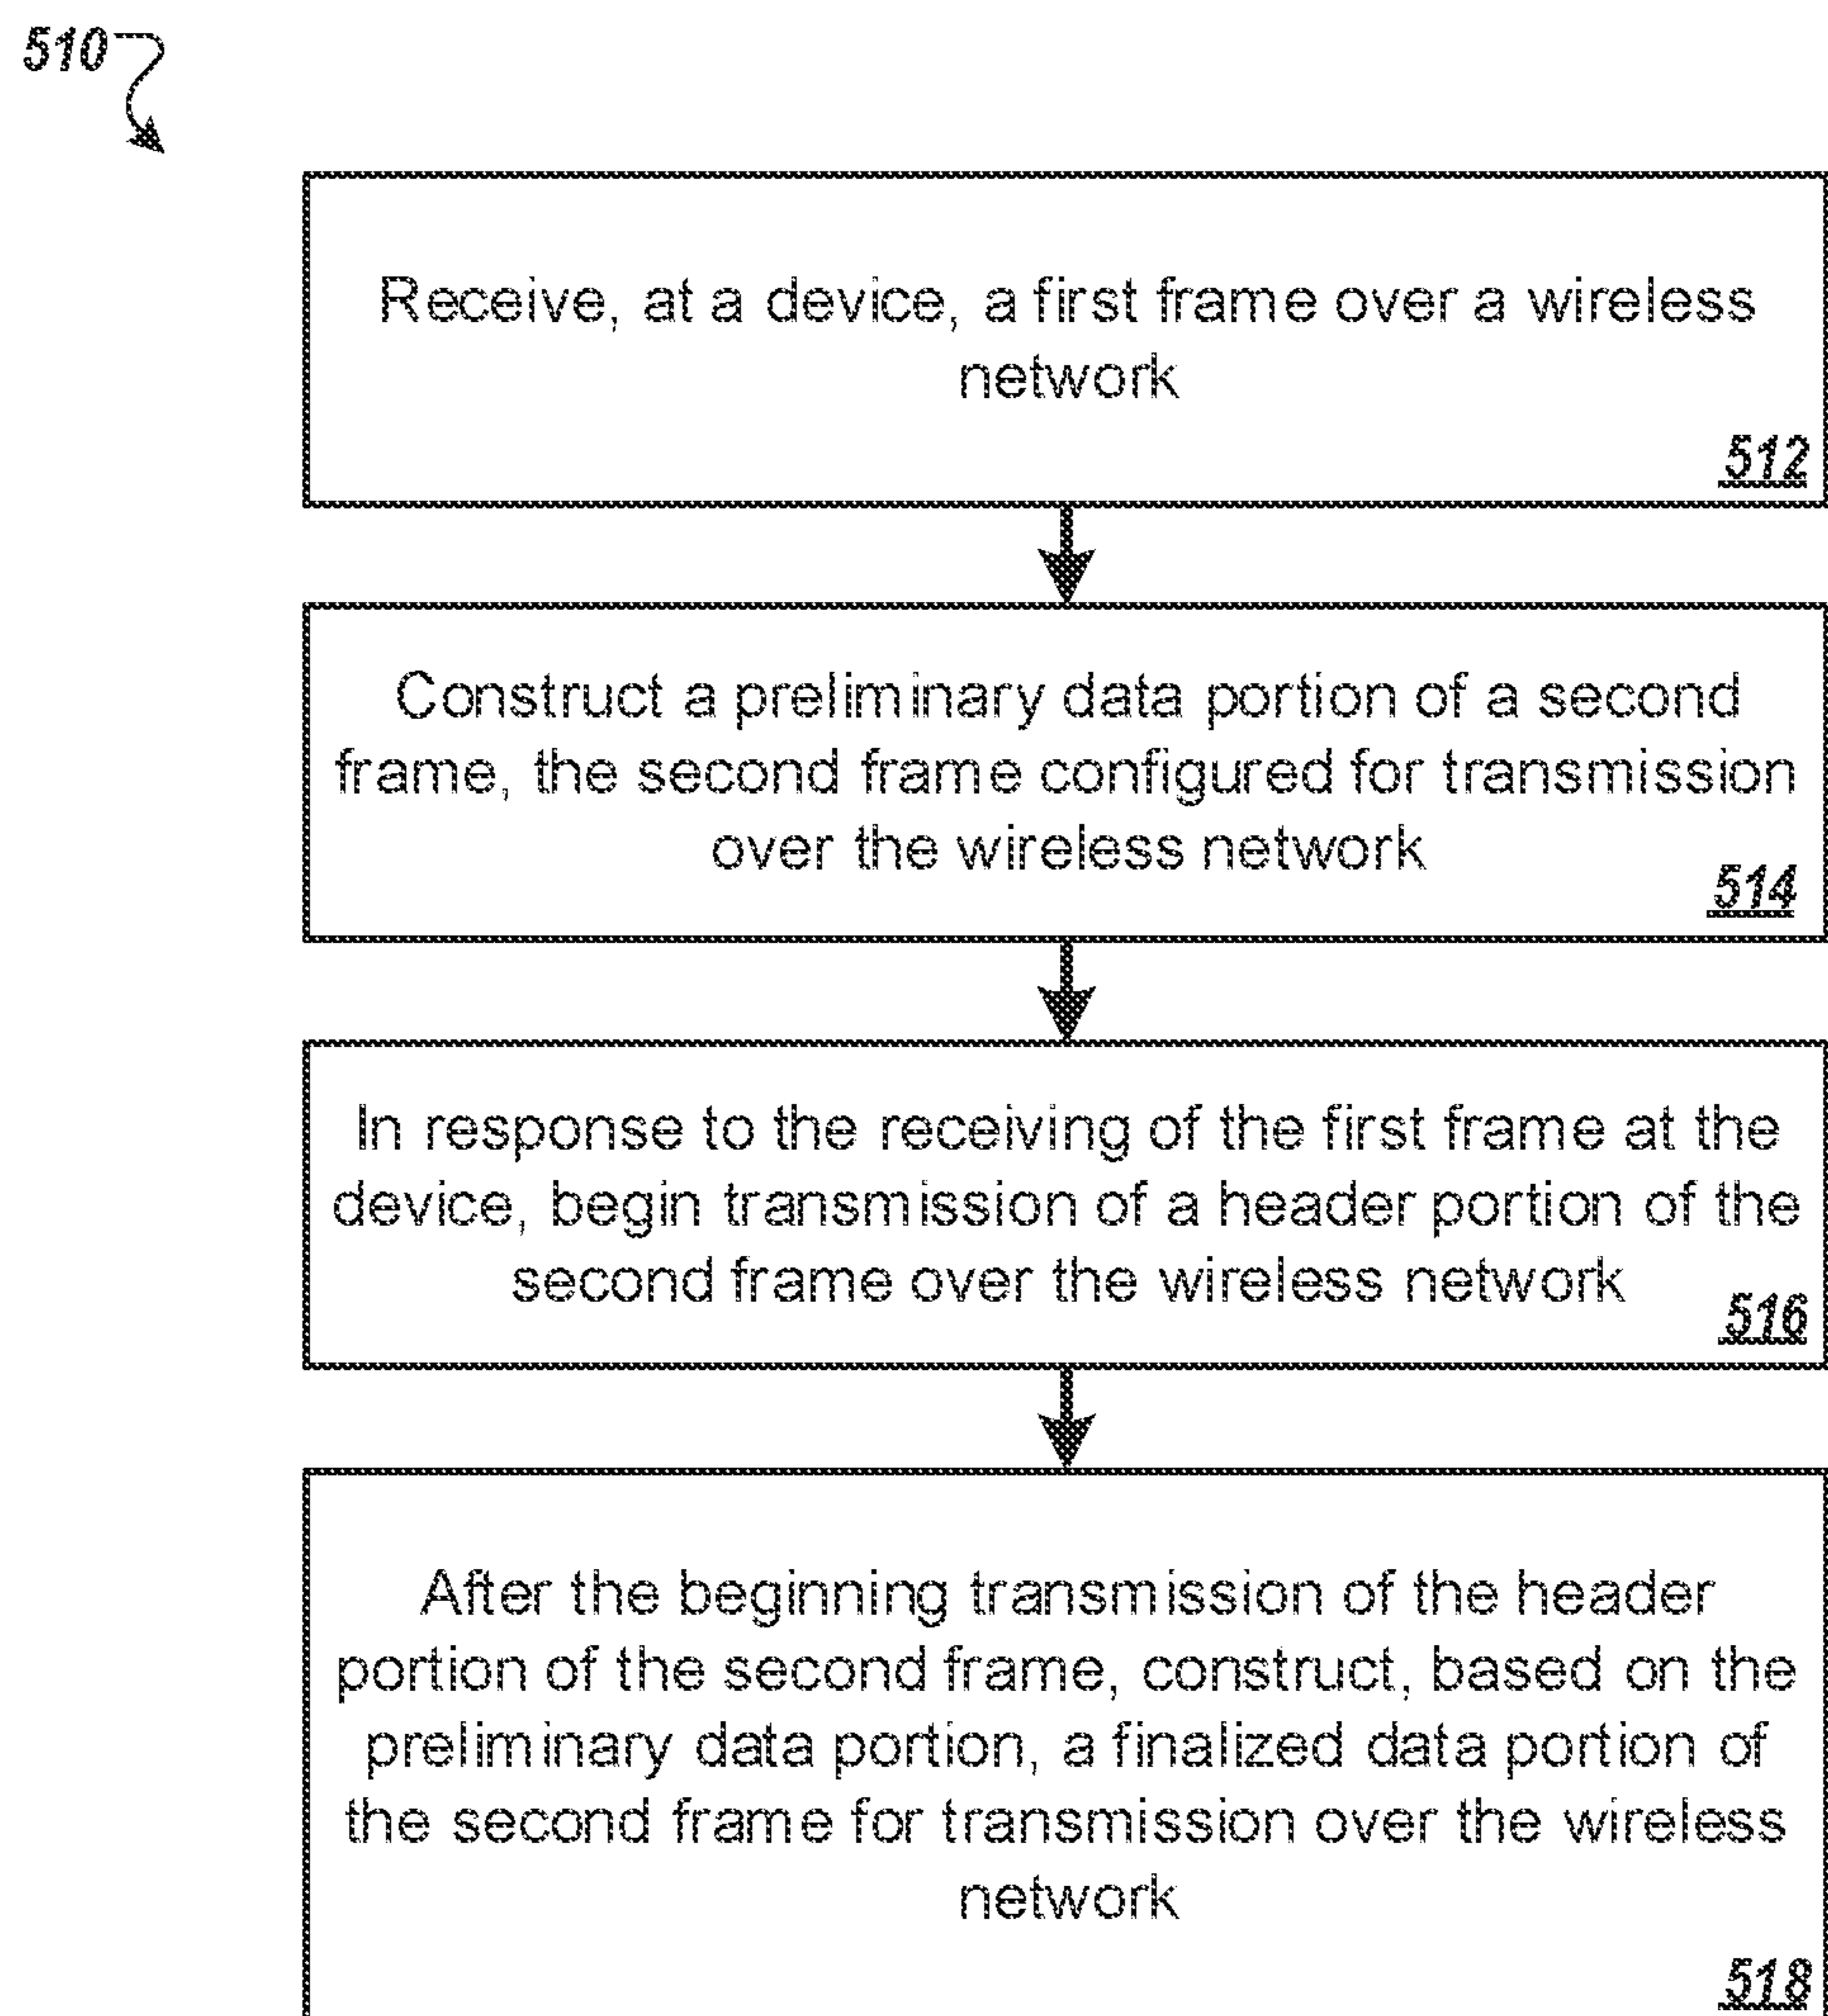 510
Receive, at a device, a first frame over a wireless
network
512
Construct a preliminary data portion of a second
frame, the second frame configured for transmission
over the wireless network
514
In response to the receiving of the first frame at the
device, begin transmission of a header portion of the
second frame over the wireless network
516
After the beginning transmission of the header
portion of the second frame, construct, based on the
preliminary data portion, a finalized data portion of
the second frame for transmission over the wireless
network
518